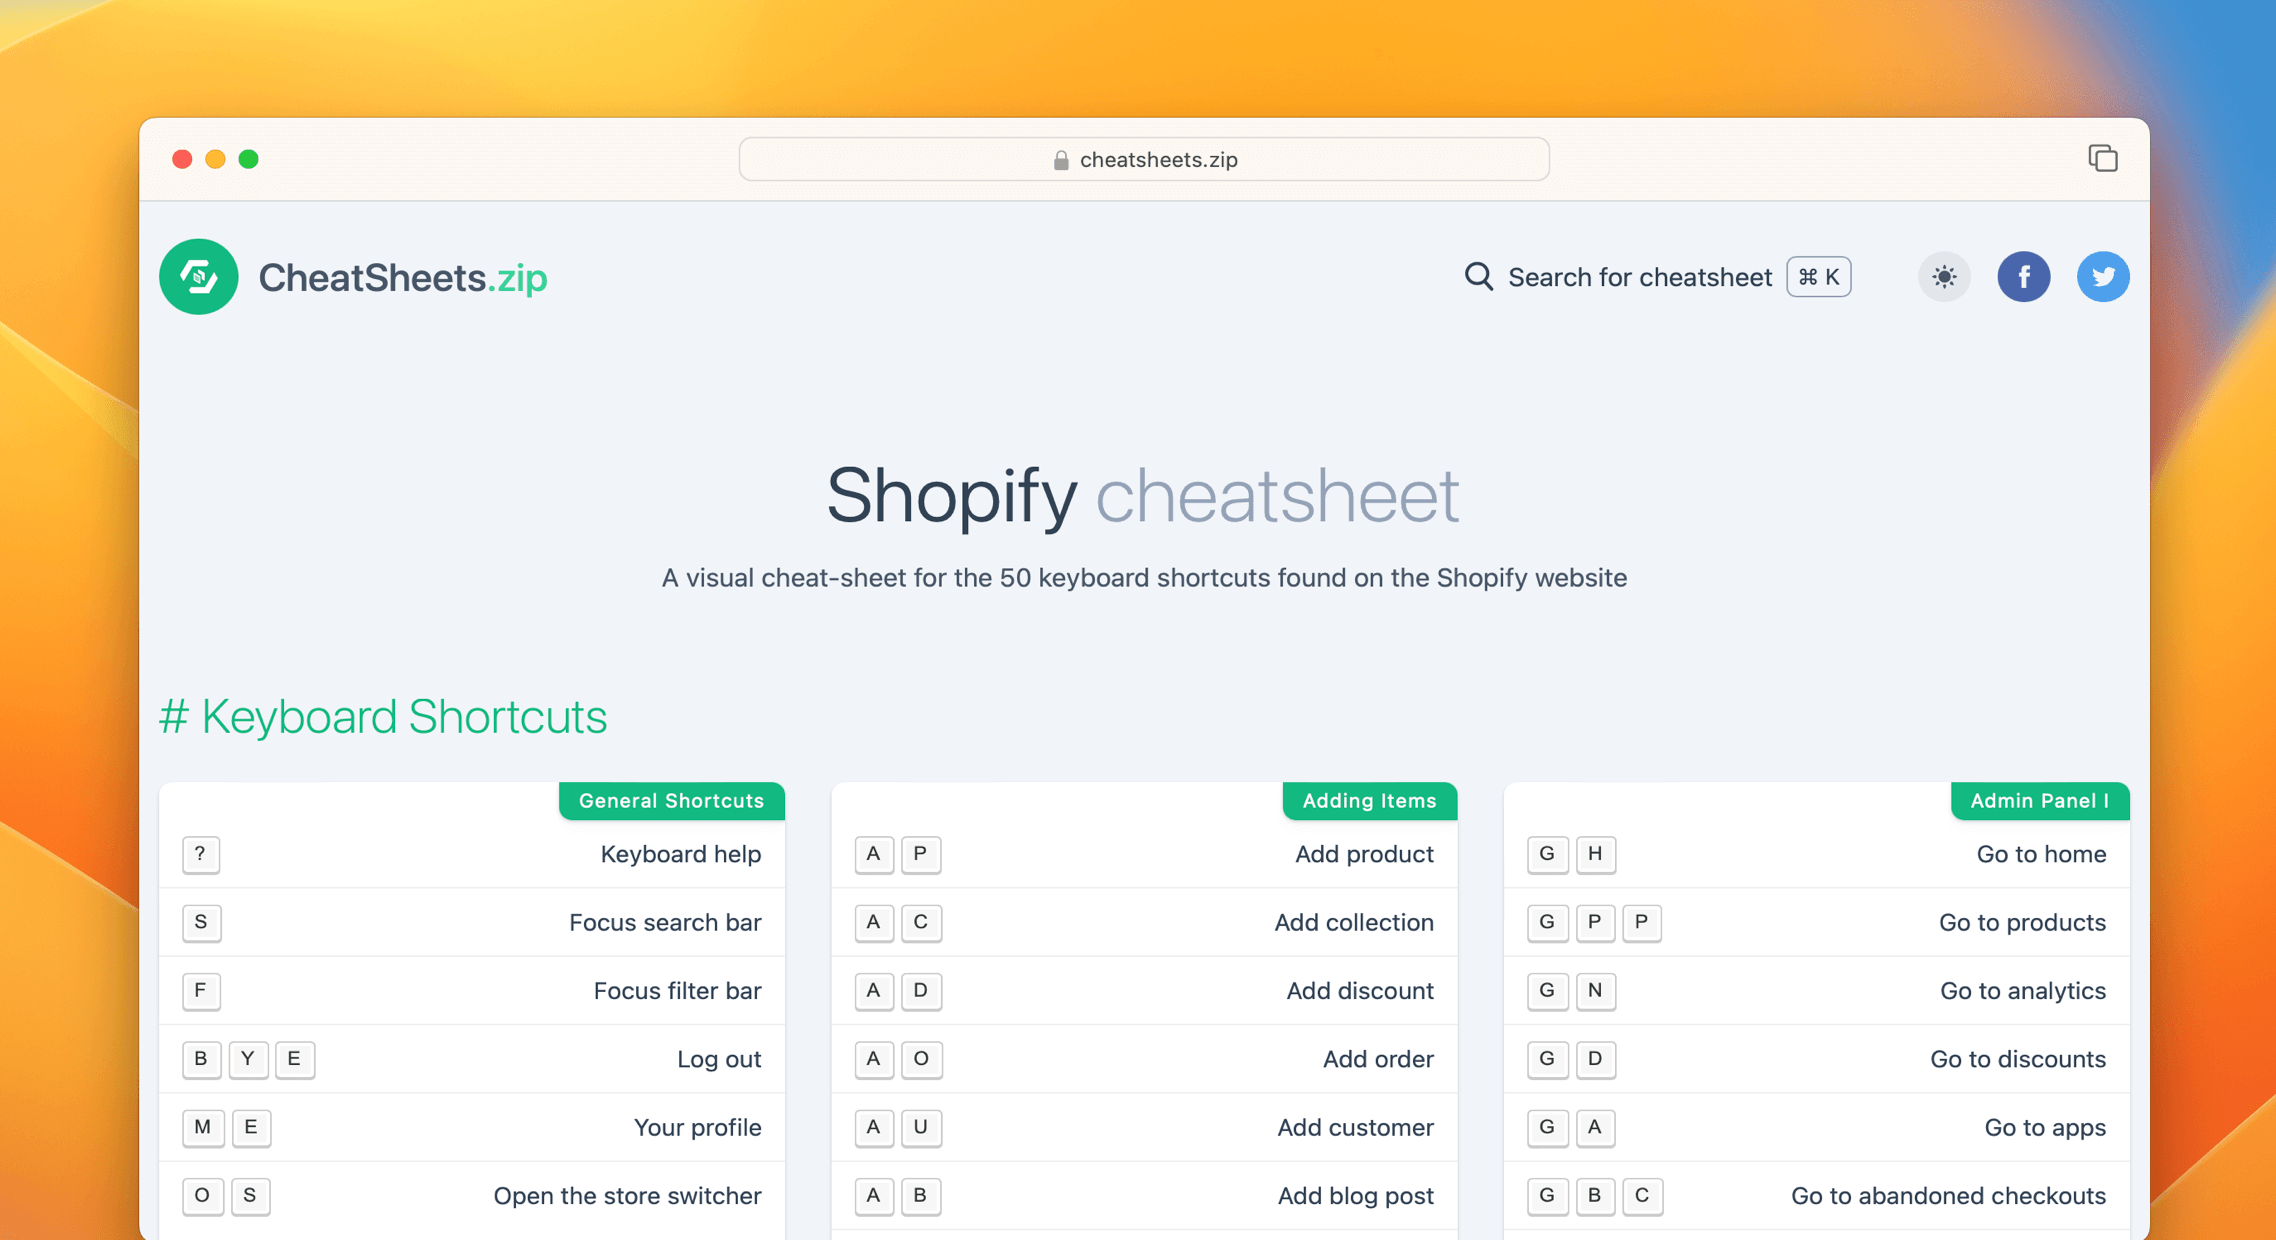 cheatsheets.zip
CheatSheets.zip
Search for cheatsheet ⌘ K
f
Shopify cheatsheet
A visual cheat-sheet for the 50 keyboard shortcuts found on the Shopify website
# Keyboard Shortcuts
General Shortcuts
? Keyboard help
S Focus search bar
F Focus filter bar
B Y E Log out
M E Your profile
O S Open the store switcher
Adding Items
A P Add product
A C Add collection
A D Add discount
A O Add order
A U Add customer
A B Add blog post
Admin Panel I
G H Go to home
G P P Go to products
G N Go to analytics
G D Go to discounts
G A Go to apps
G B C Go to abandoned checkouts